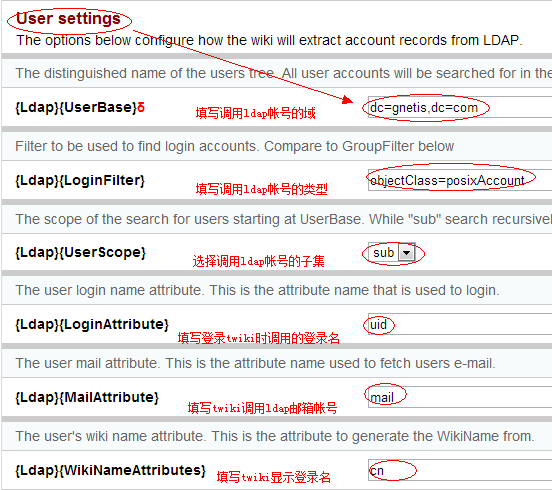 User settings
The options below configure how the wiki will extract account records from LDAP.
The distinguished name of the users tree. All user accounts will be searched for in the
{Ldap}{UserBase}δ 填写调用ldap帐号的域 dc=gnetis,dc=com
Filter to be used to find login accounts. Compare to GroupFilter below
{Ldap}{LoginFilter} 填写调用ldap帐号的类型 objectClass=posixAccount
The scope of the search for users starting at UserBase. While "sub" search recursivel
{Ldap}{UserScope} 选择调用ldap帐号的子集 sub
The user login name attribute. This is the attribute name that is used to login.
{Ldap}{LoginAttribute} 填写登录twiki时调用的登录名 uid
The user mail attribute. This is the attribute name used to fetch users e-mail.
{Ldap}{MailAttribute} 填写twiki调用ldap邮箱帐号 mail
The user's wiki name attribute. This is the attribute to generate the WikiName from.
{Ldap}{WikiNameAttributes} 填写twiki显示登录名 cn